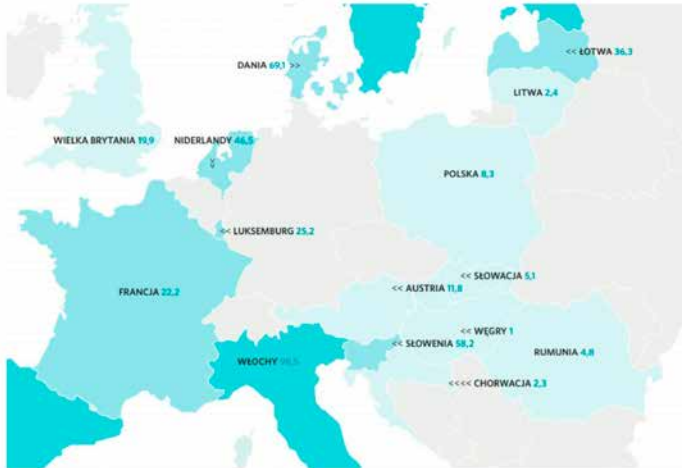 DANIA 69,1 >>
<< ŁOTWA 36,3
LITWA 2,4
WIELKA BRYTANIA 19,9
NIDERLANDY 46,5
<<
POLSKA 8,3
<< LUKSEMBURG 25,2
<< SŁOWACJA 5,1
<< AUSTRIA 11,8
FRANCJA 22,2
<< WĘGRY 1
<< SŁOWENIA 58,2
RUMUNIA 4,8
WŁOCHY
<<<< CHORWACJA 2,3